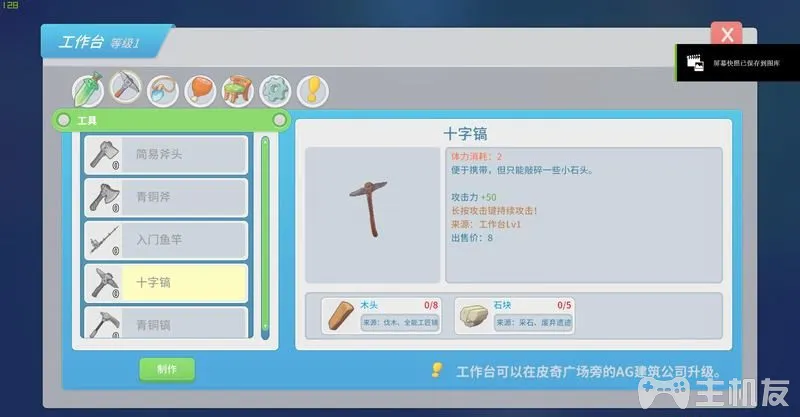 128
工作台 等级1
X
屏幕快照已保存到图库
工具
简易斧头
0
青铜斧
0
入门鱼竿
0
十字镐
0
青铜镐
0
制作
十字镐
体力消耗：2
便于携带，但只能敲碎一些小石头。
攻击力 +50
长按攻击键持续攻击！
来源：工作台Lv1
出售价：8
木头 0/8
来源：伐木、全能工匠铺
石块 0/5
来源：采石、废弃遗迹
工作台可以在皮奇广场旁的AG建筑公司升级。
主机友